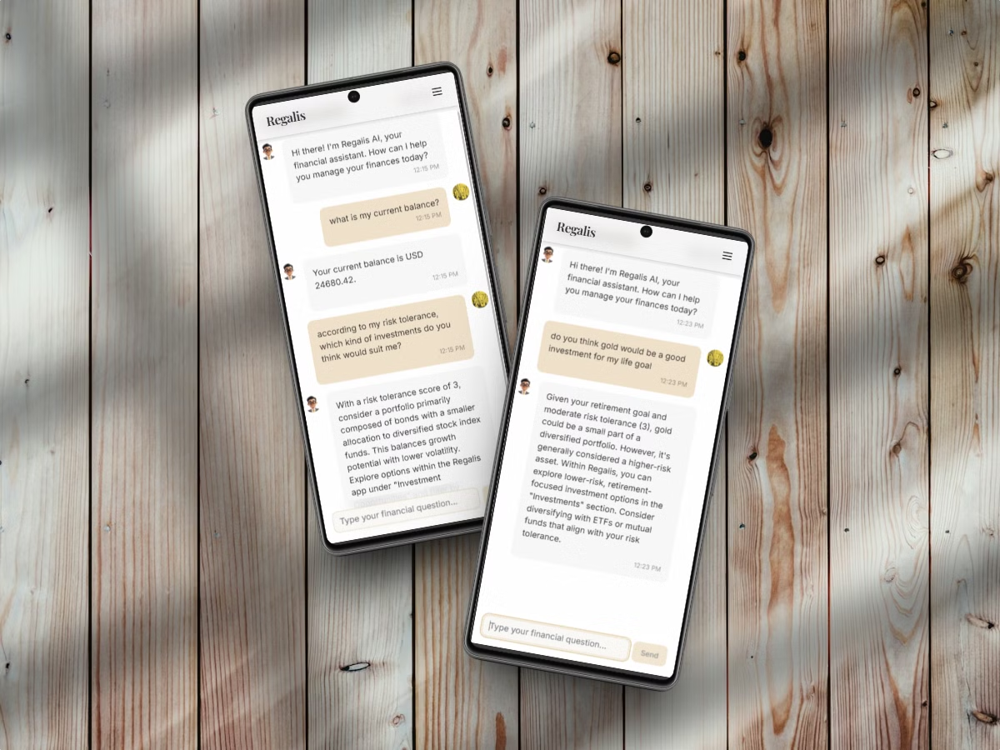 Regalis
Hi there! I'm Regalis AI, your
financial assistant. How can I help
you manage your finances today?
12:15 PM
what is my current balance?
12:15 PM
Your current balance is USD
24680.42.
12:15 PM
according to my risk tolerance,
which kind of investments do you
think would suit me?
12:15 PM
With a risk tolerance score of 3,
consider a portfolio primarily
composed of bonds with a smaller
allocation to diversified stock index
funds. This balances growth
potential with lower volatility.
Explore options within the Regalis
app under "Investment
Type your financial question...
Regalis
Hi there! I'm Regalis AI, your
financial assistant. How can I help
you manage your finances today?
12:23 PM
do you think gold would be a good
investment for my life goal
12:23 PM
Given your retirement goal and
moderate risk tolerance (3), gold
could be a small part of a
diversified portfolio. However, it's
generally considered a higher-risk
asset. Within Regalis, you can
explore lower-risk, retirement-
focused investment options in the
"Investments" section. Consider
diversifying with ETFs or mutual
funds that align with your risk
tolerance.
12:23 PM
Type your financial question...
Send